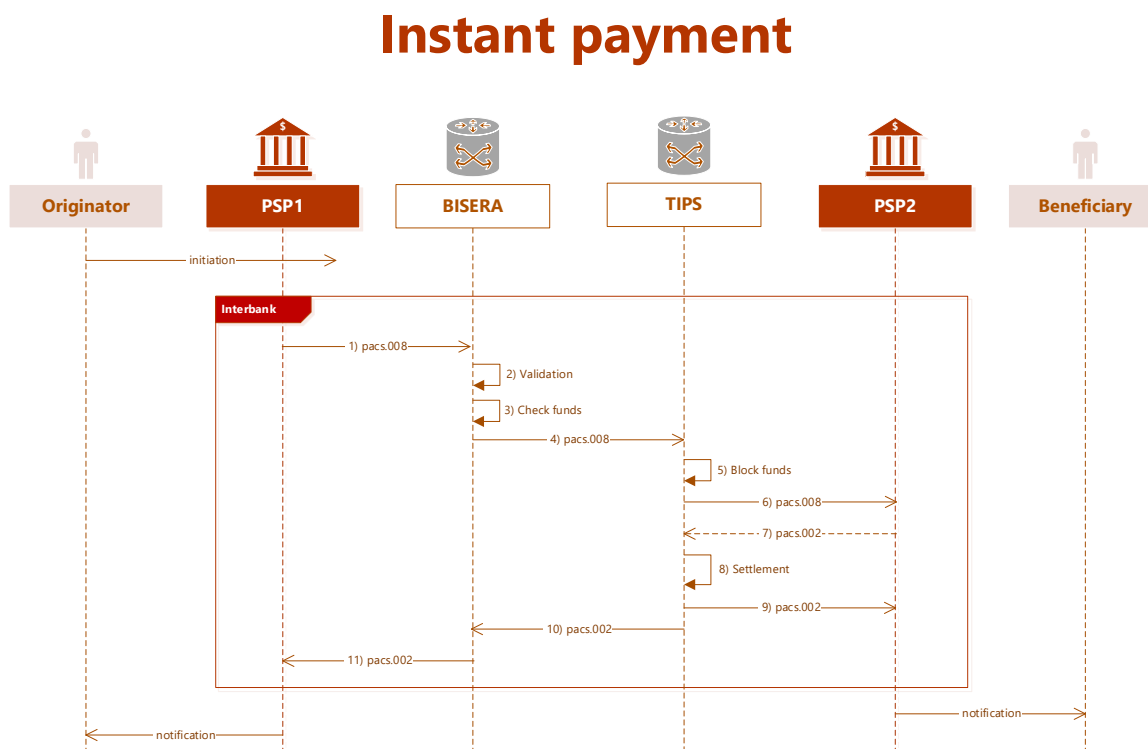 Instant payment
$
$
Originator
PSP1
BISERA
TIPS
PSP2
Beneficiary
initiation
Interbank
1) pacs.008
2) Validation
3) Check funds
4) pacs.008
5) Block funds
6) pacs.008
7) pacs.002
8) Settlement
9) pacs.002
10) pacs.002
11) pacs.002
notification
notification